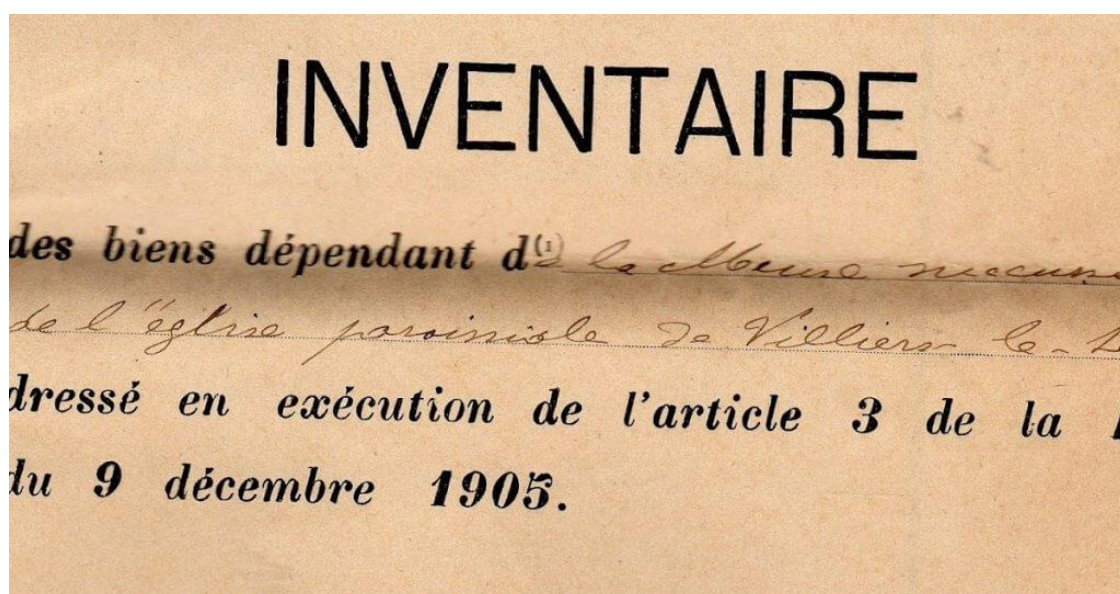 INVENTAIRE
des biens dépendant d(1) la Mense succurs
de l'église paroissiale de Villiers-le-
dressé en exécution de l'article 3 de la
du 9 décembre 1905.